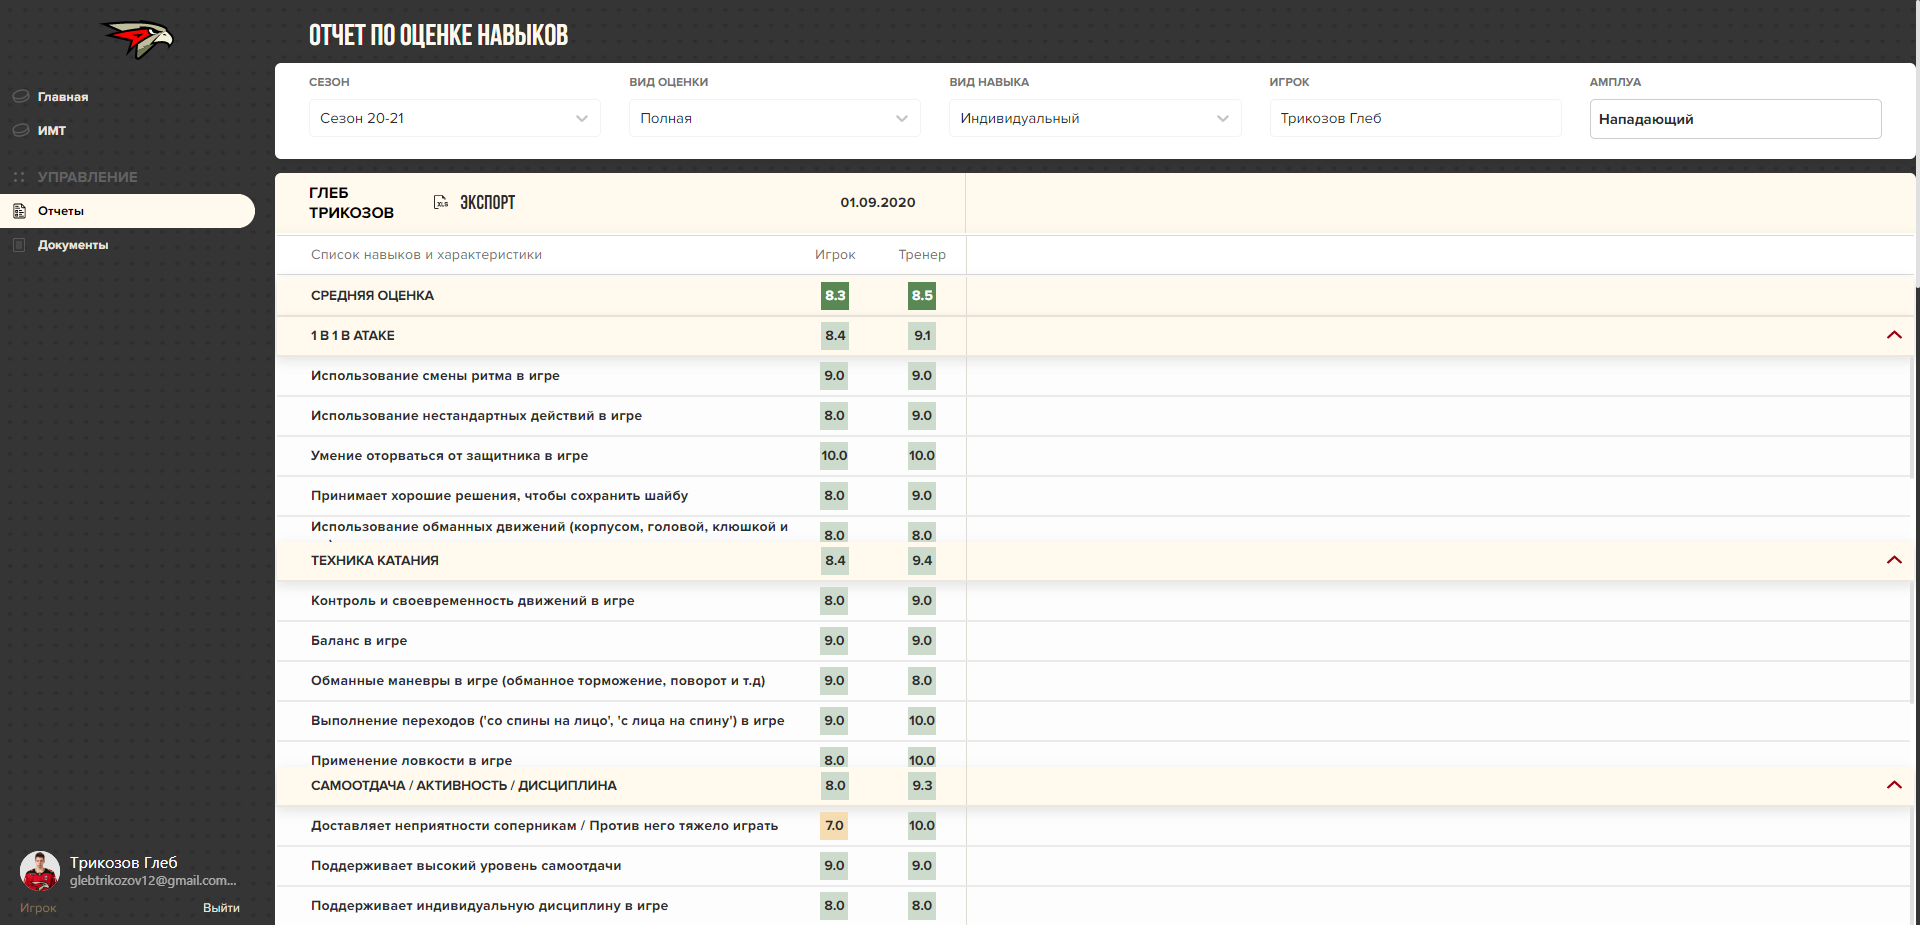 ОТЧЕТ ПО ОЦЕНКЕ НАВЫКОВ
Главная
ИМТ
УПРАВЛЕНИЕ
Отчеты
Документы
СЕЗОН
ВИД ОЦЕНКИ
ВИД НАВЫКА
ИГРОК
АМПЛУА
Сезон 20-21
Полная
Индивидуальный
Трикозов Глеб
Нападающий
ГЛЕБ
ТРИКОЗОВ
XLS
ЭКСПОРТ
01.09.2020
Список навыков и характеристики Игрок Тренер
СРЕДНЯЯ ОЦЕНКА 8.3 8.5
1 В 1 В АТАКЕ 8.4 9.1
Использование смены ритма в игре 9.0 9.0
Использование нестандартных действий в игре 8.0 9.0
Умение оторваться от защитника в игре 10.0 10.0
Принимает хорошие решения, чтобы сохранить шайбу 8.0 9.0
Использование обманных движений (корпусом, головой, клюшкой и 8.0 8.0
ТЕХНИКА КАТАНИЯ 8.4 9.4
Контроль и своевременность движений в игре 8.0 9.0
Баланс в игре 9.0 9.0
Обманные маневры в игре (обманное торможение, поворот и т.д) 9.0 8.0
Выполнение переходов ('со спины на лицо', 'с лица на спину') в игре 9.0 10.0
Применение ловкости в игре 8.0 10.0
САМООТДАЧА / АКТИВНОСТЬ / ДИСЦИПЛИНА 8.0 9.3
Доставляет неприятности соперникам / Против него тяжело играть 7.0 10.0
Поддерживает высокий уровень самоотдачи 9.0 9.0
Поддерживает индивидуальную дисциплину в игре 8.0 8.0
Трикозов Глеб
glebtrikozov12@gmail.com...
Игрок
Выйти